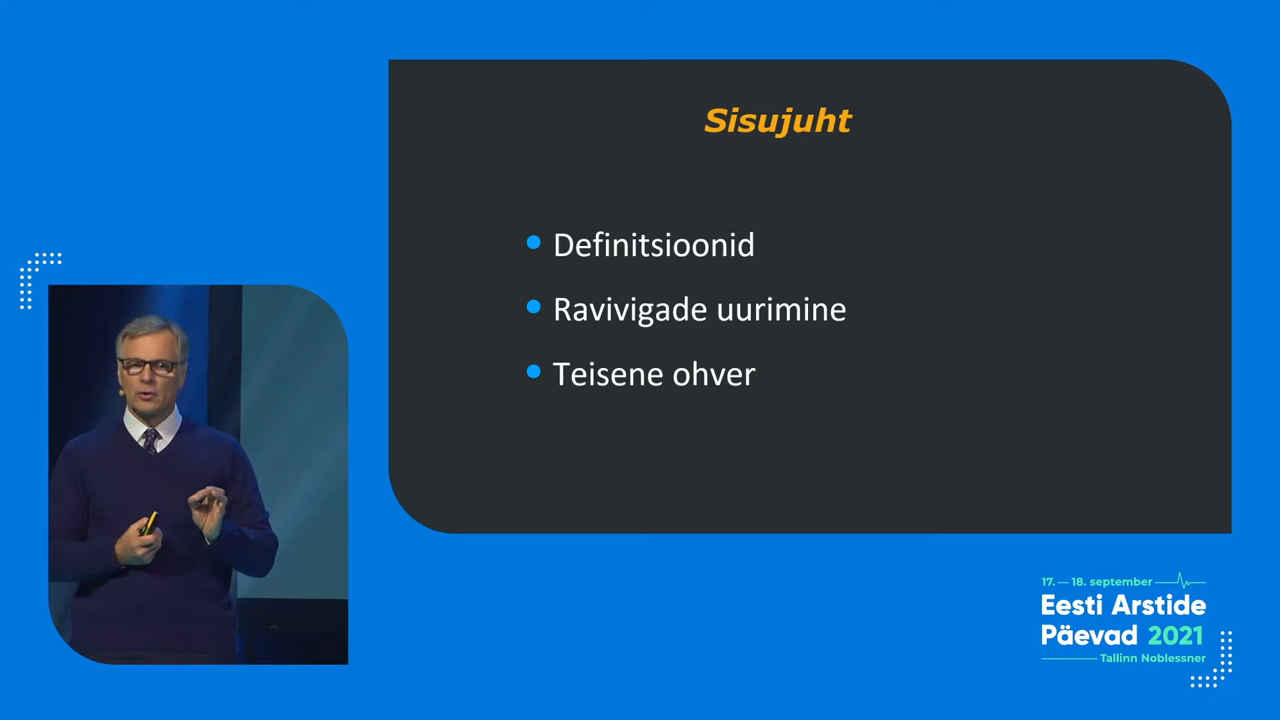 Sisujuht
Definitsioonid
Ravivigade uurimine
Teisene ohver
17. — 18. september
Eesti Arstide
Päevad 2021
Tallinn Noblessner